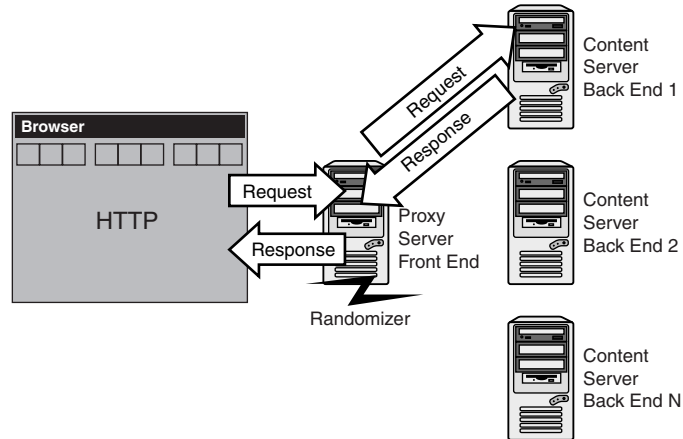 Browser
HTTP
Request
Response
Request
Response
Proxy
Server
Front End
Randomizer
Content
Server
Back End 1
Content
Server
Back End 2
Content
Server
Back End N